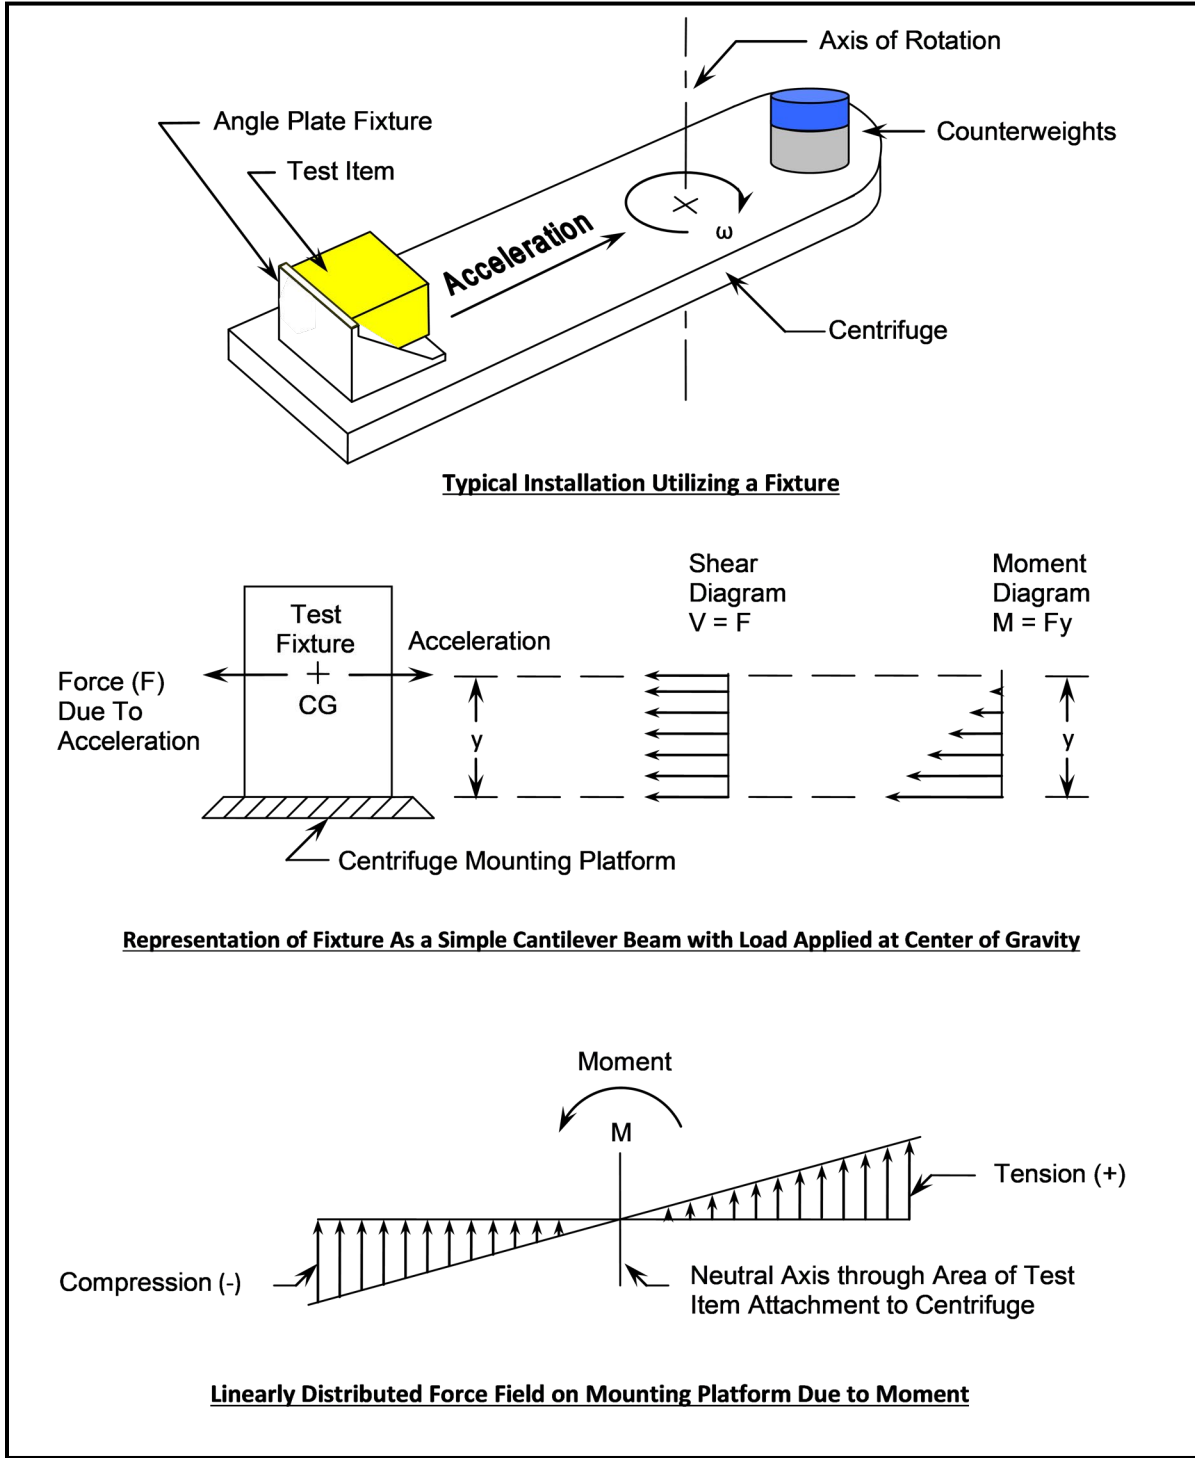 Axis of Rotation
Angle Plate Fixture
Counterweights
Test Item
Acceleration
ω
Centrifuge
Typical Installation Utilizing a Fixture
Shear
Diagram
V = F
Moment
Diagram
M = Fy
Test
Fixture
Acceleration
CG
Force (F)
Due To
Acceleration
y
y
Centrifuge Mounting Platform
Representation of Fixture As a Simple Cantilever Beam with Load Applied at Center of Gravity
Moment
M
Tension (+)
Compression (-)
Neutral Axis through Area of Test
Item Attachment to Centrifuge
Linearly Distributed Force Field on Mounting Platform Due to Moment